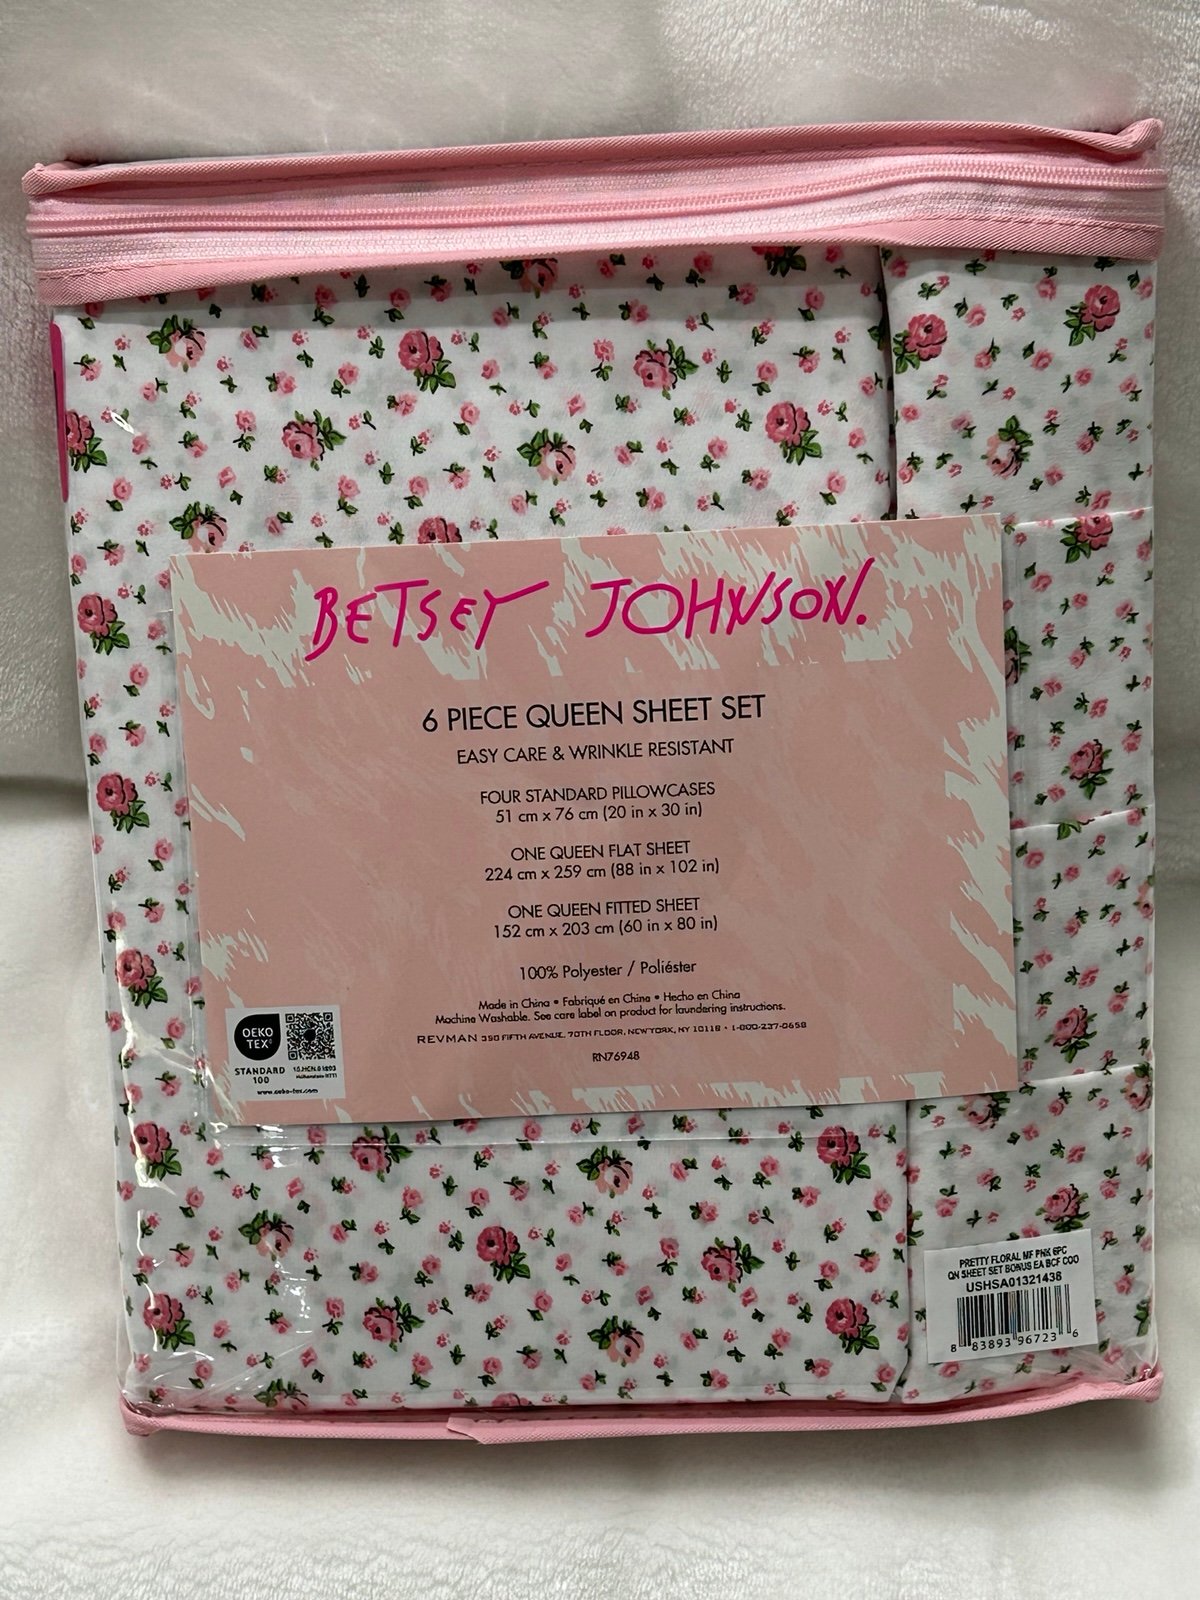 BETSEY JOHNSON.
6 PIECE QUEEN SHEET SET
EASY CARE & WRINKLE RESISTANT
FOUR STANDARD PILLOWCASES
51 cm x 76 cm (20 in x 30 in)
ONE QUEEN FLAT SHEET
224 cm x 259 cm (88 in x 102 in)
ONE QUEEN FITTED SHEET
152 cm x 203 cm (60 in x 80 in)
100% Polyester / Poliéster
Made in China • Fabriqué en China • Hecho en China
Machine Washable. See care label on product for laundering instructions.
REVMAN 350 FIFTH AVENUE, 70TH FLOOR, NEW YORK, NY 10118 • 1-800-237-0658
RN76948
OEKO
TEX®
STANDARD
100
www.oeko-tex.com
PRETTY FLORAL MF PNK 6PC
QN SHEET SET BONUS EA BCF COO
USHSA01321438
8 83893 96723 6